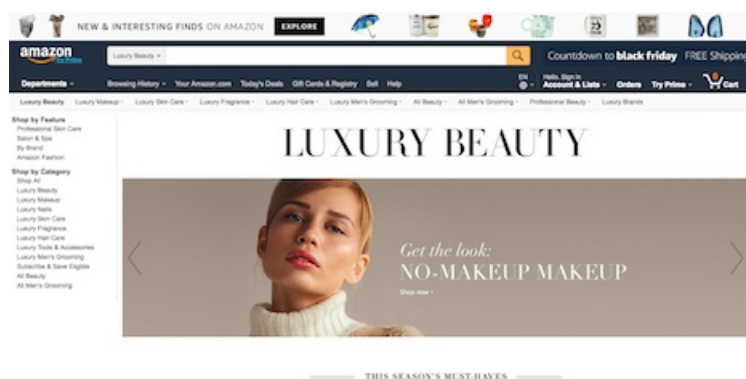 NEW & INTERESTING FINDS ON AMAZON EXPLORE
amazon
Try Prime
Luxury Beauty
Countdown to black friday FREE Shipping
Departments
Browsing History Your Amazon.com Today's Deals Gift Cards & Registry Sell Help
EN
Hello. Sign in
Account & Lists Orders Try Prime Cart
0
Luxury Beauty Luxury Makeup Luxury Skin Care Luxury Fragrance Luxury Hair Care Luxury Men's Grooming All Beauty All Men's Grooming Professional Beauty Luxury Brands
Shop by Feature
Professional Skin Care
Salon & Spa
By Brand
Amazon Fashion
Shop by Category
Shop All
Luxury Beauty
Luxury Makeup
Luxury Nails
Luxury Skin Care
Luxury Fragrance
Luxury Hair Care
Luxury Tools & Accessories
Luxury Men's Grooming
Subscribe & Save Eligible
All Beauty
All Men's Grooming
LUXURY BEAUTY
Get the look:
NO-MAKEUP MAKEUP
Shop now
THIS SEASON'S MUST-HAVES